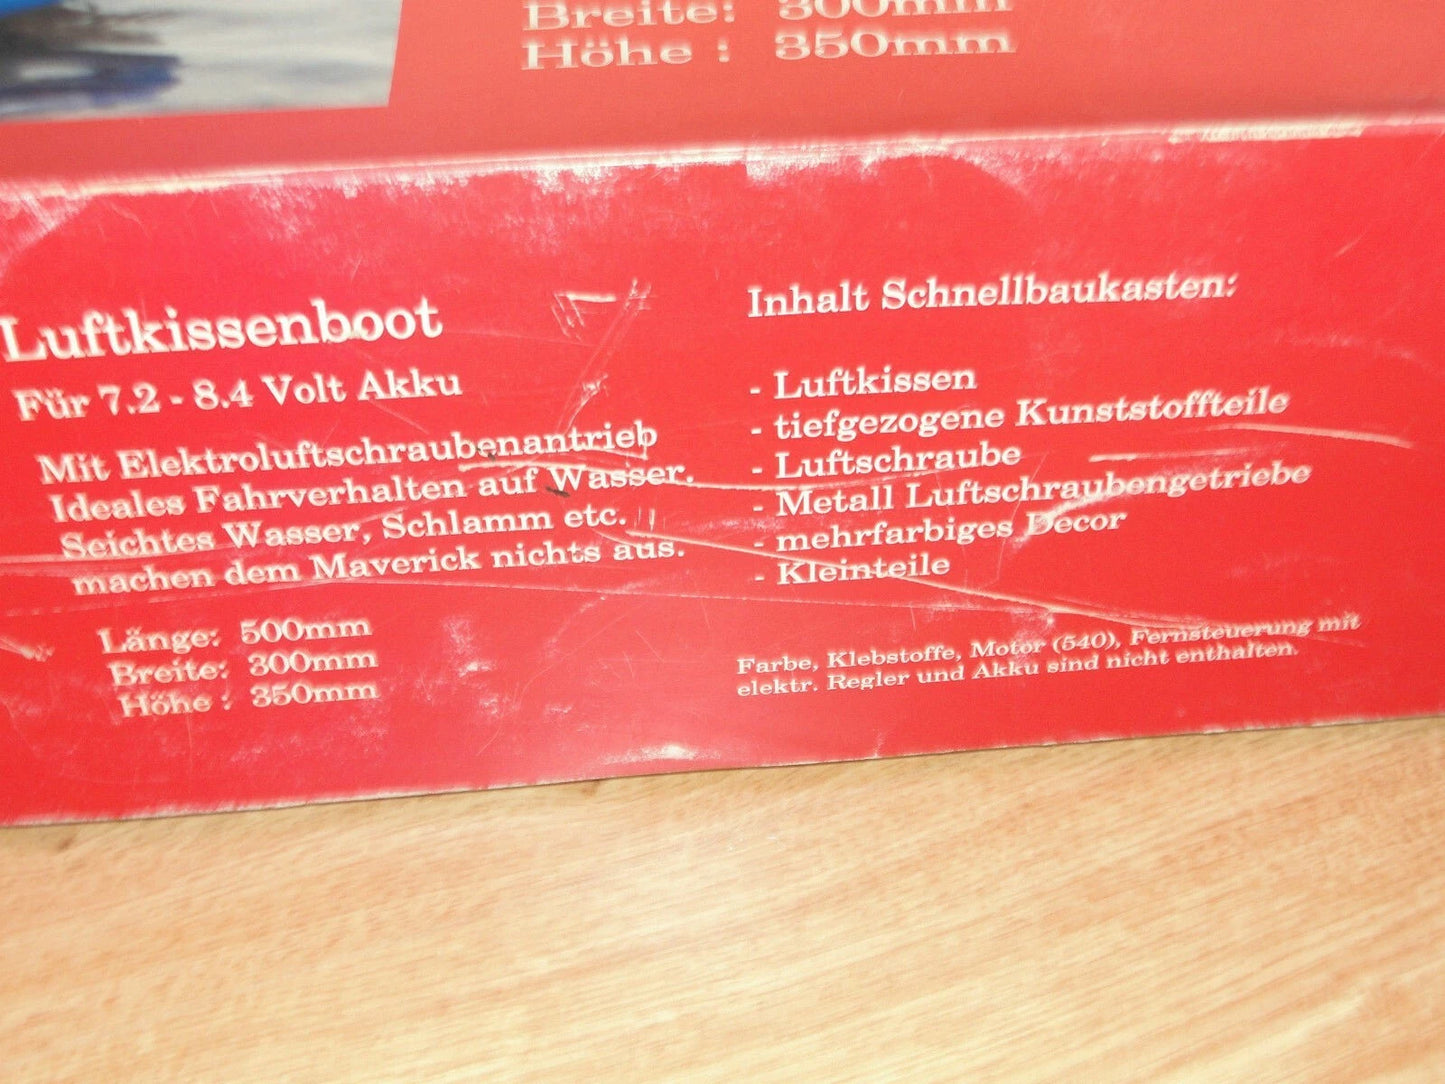 Breite: 300mm
Höhe : 350mm
Luftkissenboot
Für 7.2 - 8.4 Volt Akku
Mit Elektroluftschraubenantrieb
Ideales Fahrverhalten auf Wasser.
Seichtes Wasser, Schlamm etc.
machen dem Maverick nichts aus.
Länge: 500mm
Breite: 300mm
Höhe : 350mm
Inhalt Schnellbaukasten:
- Luftkissen
- tiefgezogene Kunststoffteile
- Luftschraube
- Metall Luftschraubengetriebe
- mehrfarbiges Decor
- Kleinteile
Farbe, Klebstoffe, Motor (540), Fernsteuerung mit
elektr. Regler und Akku sind nicht enthalten.